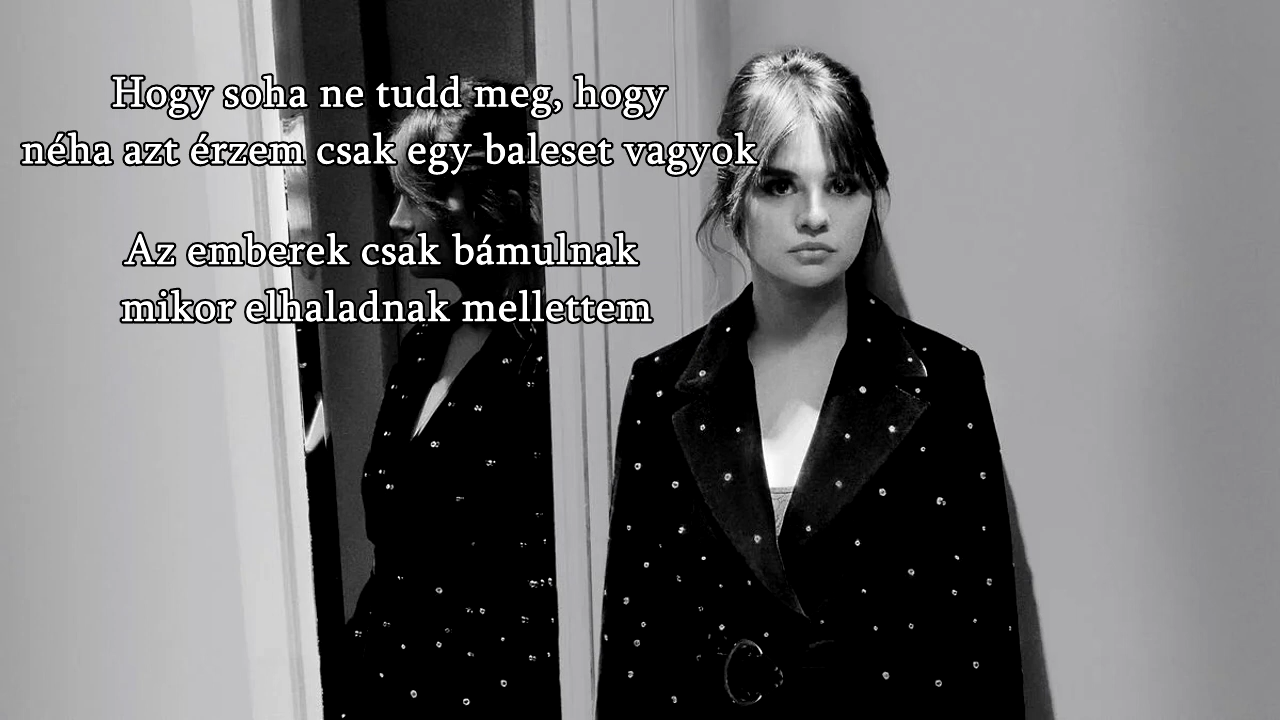 Hogy soha ne tudd meg, hogy
néha azt érzem csak egy baleset vagyok
Az emberek csak bámulnak
mikor elhaladnak mellettem